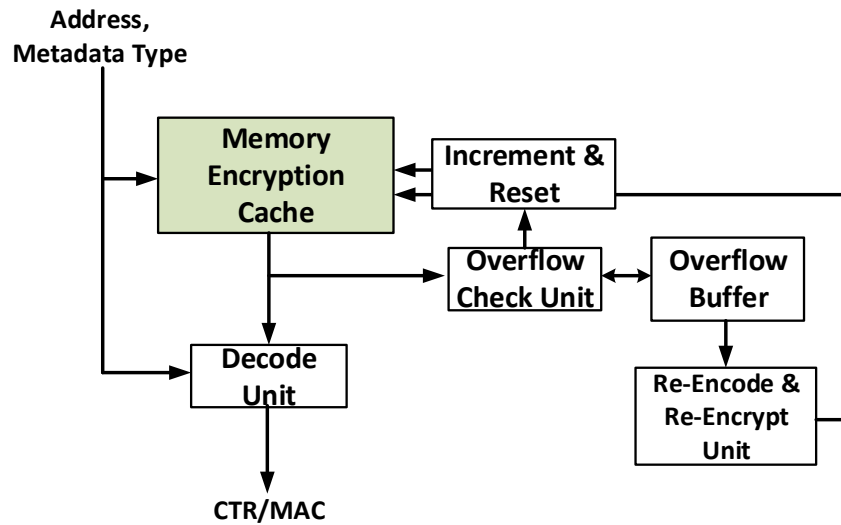 Address,
Metadata Type
Memory
Encryption
Cache
Increment &
Reset
Overflow
Check Unit
Overflow
Buffer
Decode
Unit
Re-Encode &
Re-Encrypt
Unit
CTR/MAC